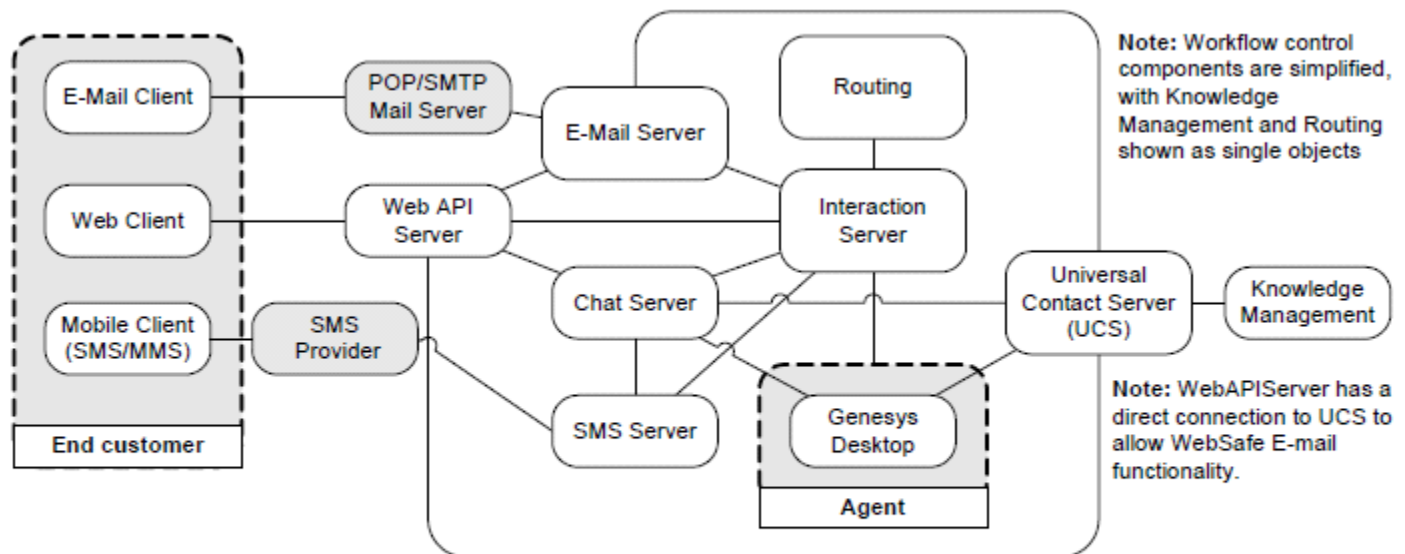 E-Mail Client
POP/SMTP
Mail Server
E-Mail Server
Routing
Note: Workflow control
components are simplified,
with Knowledge
Management and Routing
shown as single objects
Web Client
Web API
Server
Interaction
Server
Mobile Client
(SMS/MMS)
SMS
Provider
Chat Server
Universal
Contact Server
(UCS)
Knowledge
Management
SMS Server
Genesys
Desktop
Note: WebAPIServer has a
direct connection to UCS to
allow WebSafe E-mail
functionality.
End customer
Agent